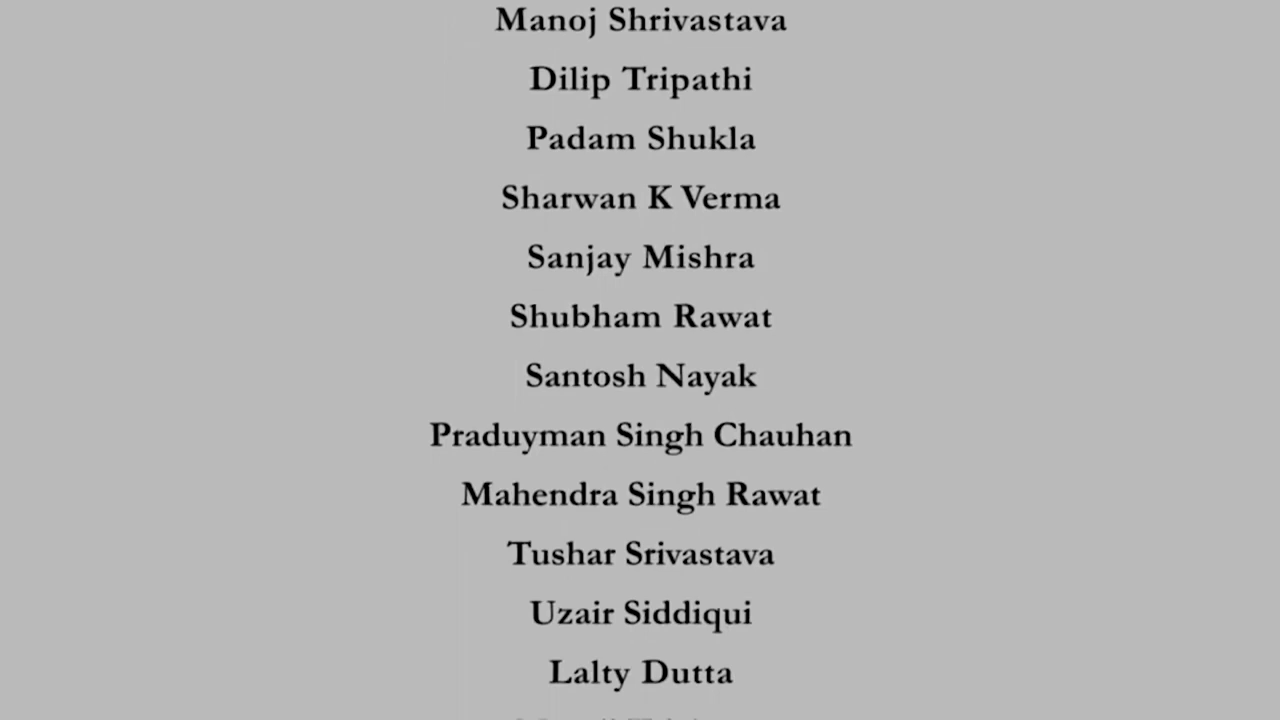 Manoj Shrivastava
Dilip Tripathi
Padam Shukla
Sharwan K Verma
Sanjay Mishra
Shubham Rawat
Santosh Nayak
Praduyman Singh Chauhan
Mahendra Singh Rawat
Tushar Srivastava
Uzair Siddiqui
Lalty Dutta